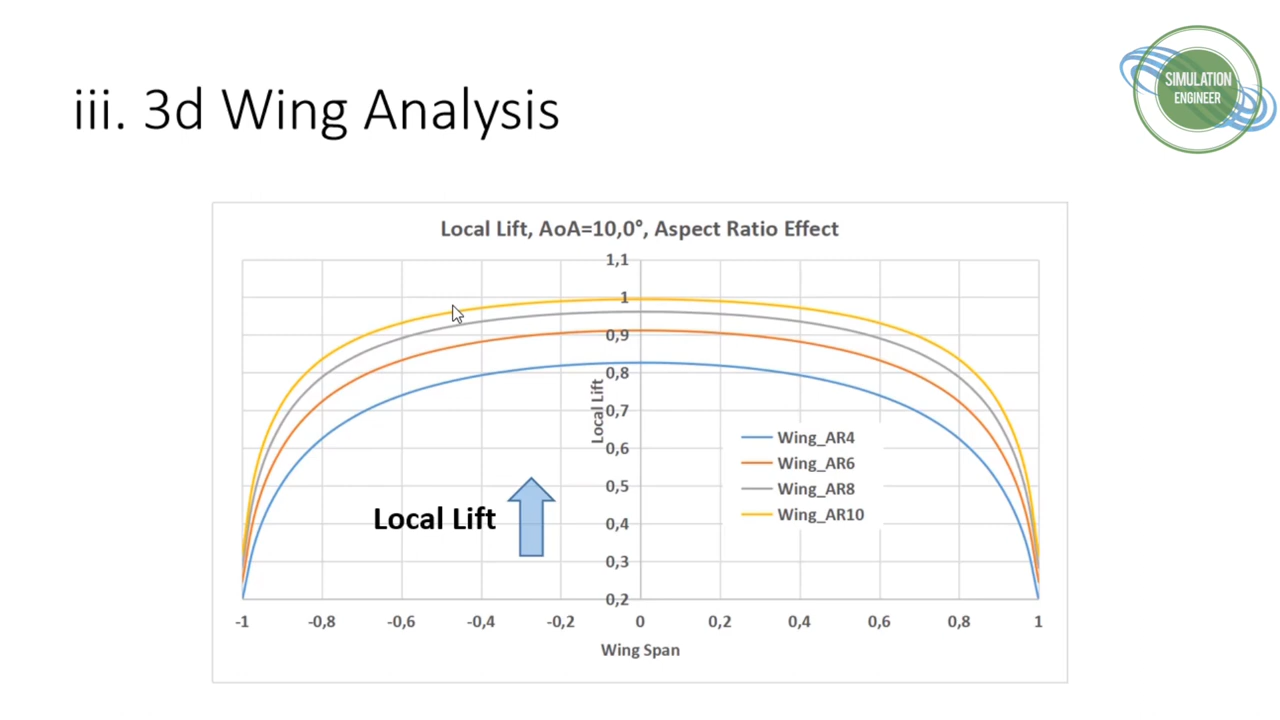 iii. 3d Wing Analysis
SIMULATION
ENGINEER
Local Lift, AoA=10,0°, Aspect Ratio Effect
1,1
1
0,9
0,8
0,7
0,6
0,5
0,4
0,3
0,2
Local Lift
Wing_AR4
Wing_AR6
Wing_AR8
Wing_AR10
Local Lift
-1 -0,8 -0,6 -0,4 -0,2 0 0,2 0,4 0,6 0,8 1
Wing Span